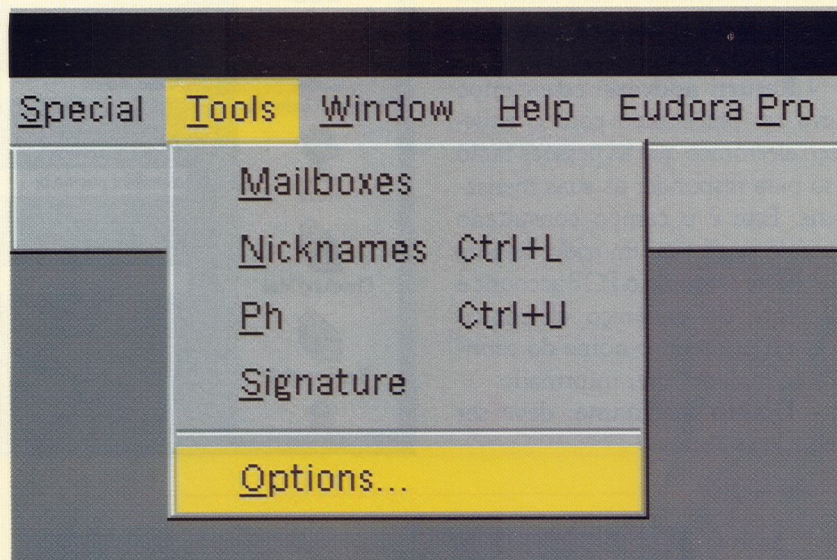 Special Tools Window Help Eudora Pro
Mailboxes
Nicknames Ctrl+L
Ph Ctrl+U
Signature
Options...